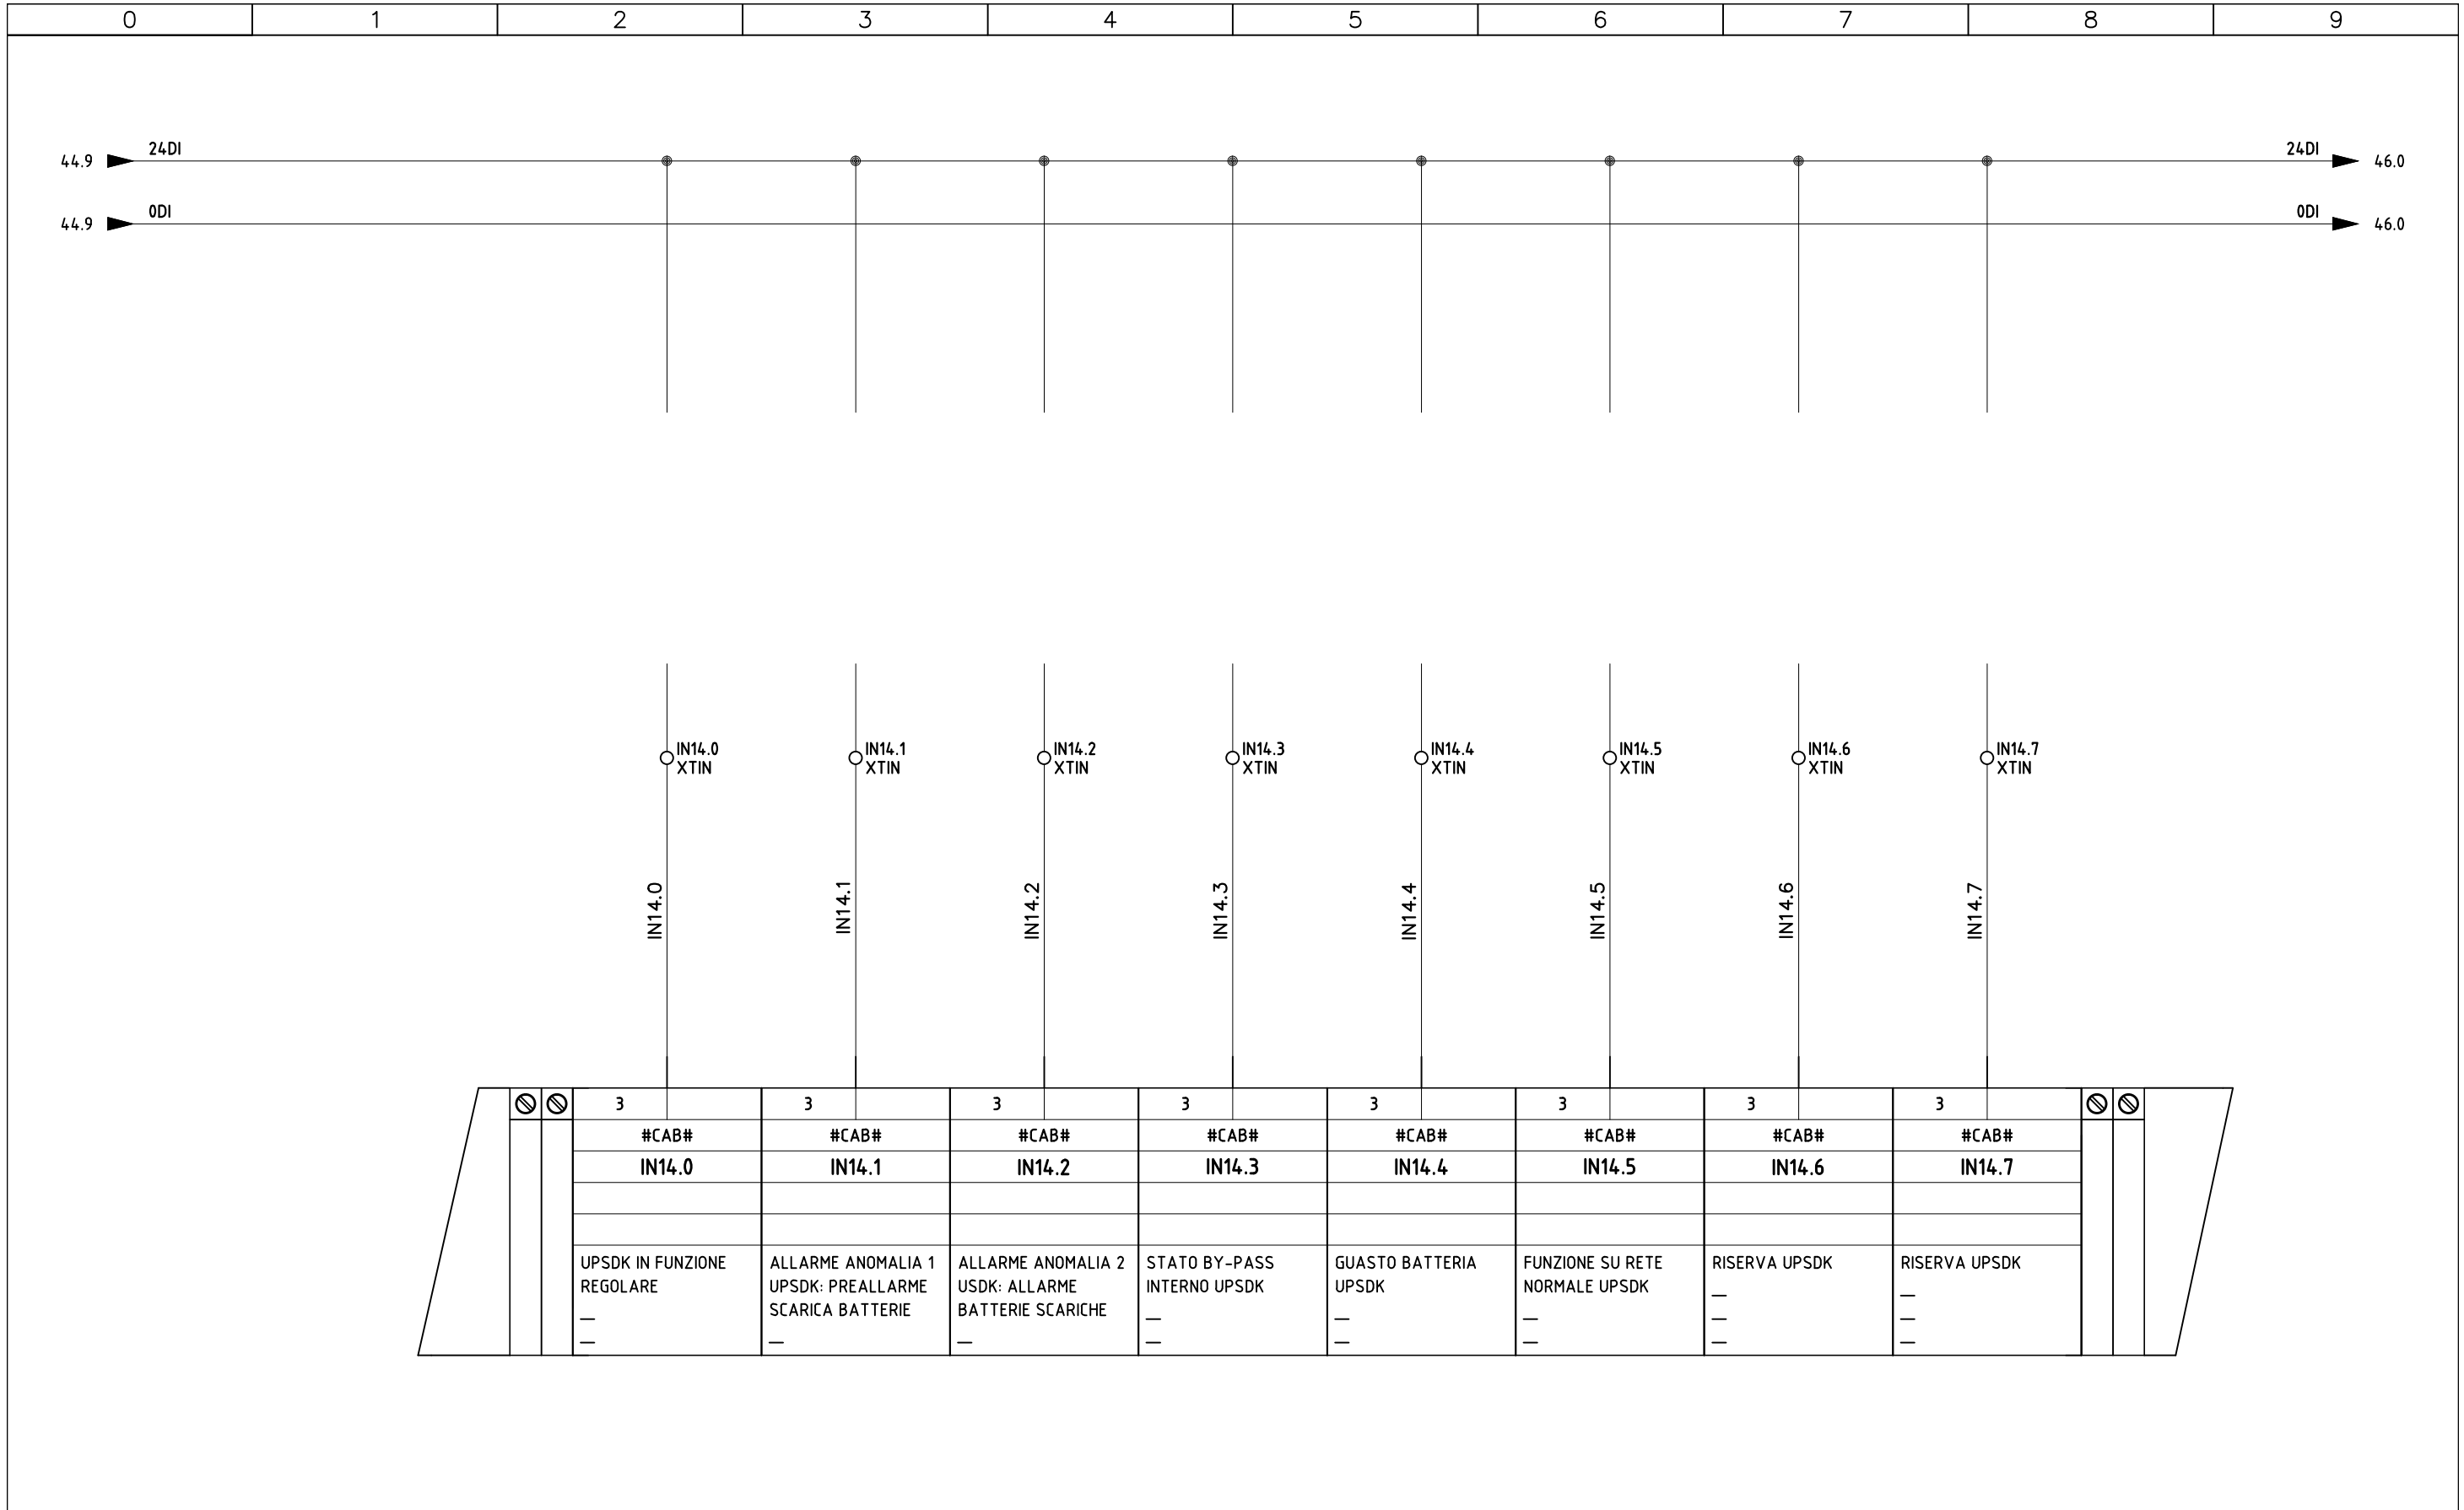 0 1 2 3 4 5 6 7 8 9
24DI 24DI
44.9 46.0
0DI 0DI
44.9 46.0
IN14.0 IN14.1 IN14.2 IN14.3 IN14.4 IN14.5 IN14.6 IN14.7
XTIN XTIN XTIN XTIN XTIN XTIN XTIN XTIN
IN14.0 IN14.1 IN14.2 IN14.3 IN14.4 IN14.5 IN14.6 IN14.7
3 3 3 3 3 3 3 3
#CAB# #CAB# #CAB# #CAB# #CAB# #CAB# #CAB# #CAB#
IN14.0 IN14.1 IN14.2 IN14.3 IN14.4 IN14.5 IN14.6 IN14.7
UPSDK IN FUNZIONE
REGOLARE
—
—
ALLARME ANOMALIA 1
UPSDK: PREALLARME
SCARICA BATTERIE
—
ALLARME ANOMALIA 2
USDK: ALLARME
BATTERIE SCARICHE
—
STATO BY-PASS
INTERNO UPSDK
—
—
GUASTO BATTERIA
UPSDK
—
—
FUNZIONE SU RETE
NORMALE UPSDK
—
—
RISERVA UPSDK
—
—
—
RISERVA UPSDK
—
—
—